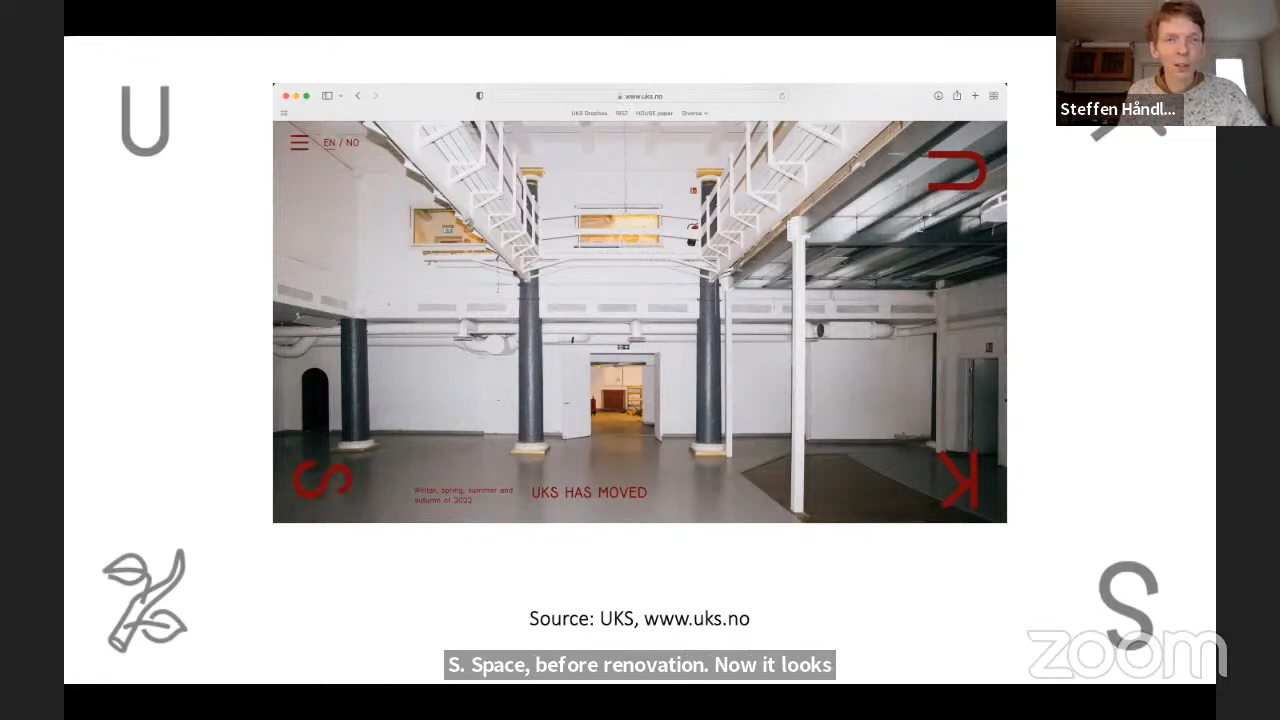 U
Steffen Håndl...
www.uks.no
UKS Dropbox 1957 HOUSE paper Diverse
EN / NO
U
S
K
Winter, spring, summer and
autumn of 2022
UKS HAS MOVED
S
Source: UKS, www.uks.no
S. Space, before renovation. Now it looks
zoom